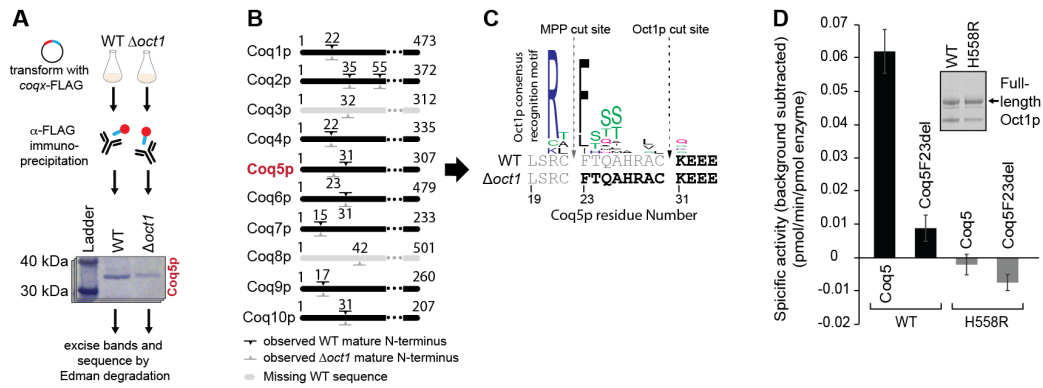 A
WT Δoct1
transform with
coqx-FLAG
α-FLAG
immuno-
precipitation
Ladder
WT
Δoct1
40 kDa
30 kDa
Coq5p
excise bands and
sequence by
Edman degradation
B
Coq1p 1 22 473
Coq2p 1 35 55 372
Coq3p 1 32 312
Coq4p 1 22 335
Coq5p 1 31 307
Coq6p 1 23 31 479
Coq7p 1 15 233
Coq8p 1 42 501
Coq9p 1 17 260
Coq10p 1 31 207
observed WT mature N-terminus
observed Δoct1 mature N-terminus
Missing WT sequence
C
MPP cut site
Oct1p cut site
Oct1p consensus
recognition motif
WT LSRC FTQAHRAC KEEE
Δoct1 LSRC FTQAHRAC KEEE
19 23 31
Coq5p residue Number
D
Spicific activity (background subtracted)
(pmol/min/pmol enzyme)
0.07
0.06
0.05
0.04
0.03
0.02
0.01
0
-0.01
-0.02
WT
H558R
Full-
length
Oct1p
Coq5
Coq5F23del
Coq5
Coq5F23del
WT
H558R